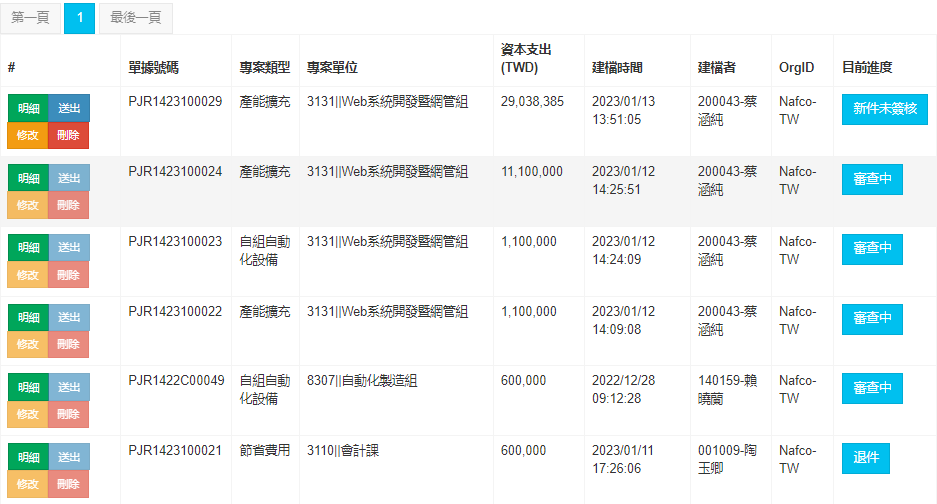 第一頁 1 最後一頁
# 單據號碼 專案類型 專案單位 資本支出 (TWD) 建檔時間 建檔者 OrgID 目前進度
明細 送出 PJR1423100029 產能擴充 3131||Web系統開發暨網管組 29,038,385 2023/01/13 200043-蔡 Nafco- 新件未簽核
修改 刪除 13:51:05 涵純 TW
明細 送出 PJR1423100024 產能擴充 3131||Web系統開發暨網管組 11,100,000 2023/01/12 200043-蔡 Nafco- 審查中
修改 刪除 14:25:51 涵純 TW
明細 送出 PJR1423100023 自組自動 3131||Web系統開發暨網管組 1,100,000 2023/01/12 200043-蔡 Nafco- 審查中
修改 刪除 化設備 14:24:09 涵純 TW
明細 送出 PJR1423100022 產能擴充 3131||Web系統開發暨網管組 1,100,000 2023/01/12 200043-蔡 Nafco- 審查中
修改 刪除 14:09:08 涵純 TW
明細 送出 PJR1422C00049 自組自動 8307||自動化製造組 600,000 2022/12/28 140159-賴 Nafco- 審查中
修改 刪除 化設備 09:12:28 曉蘭 TW
明細 送出 PJR1423100021 節省費用 3110||會計課 600,000 2023/01/11 001009-陶 Nafco- 退件
修改 刪除 17:26:06 玉卿 TW